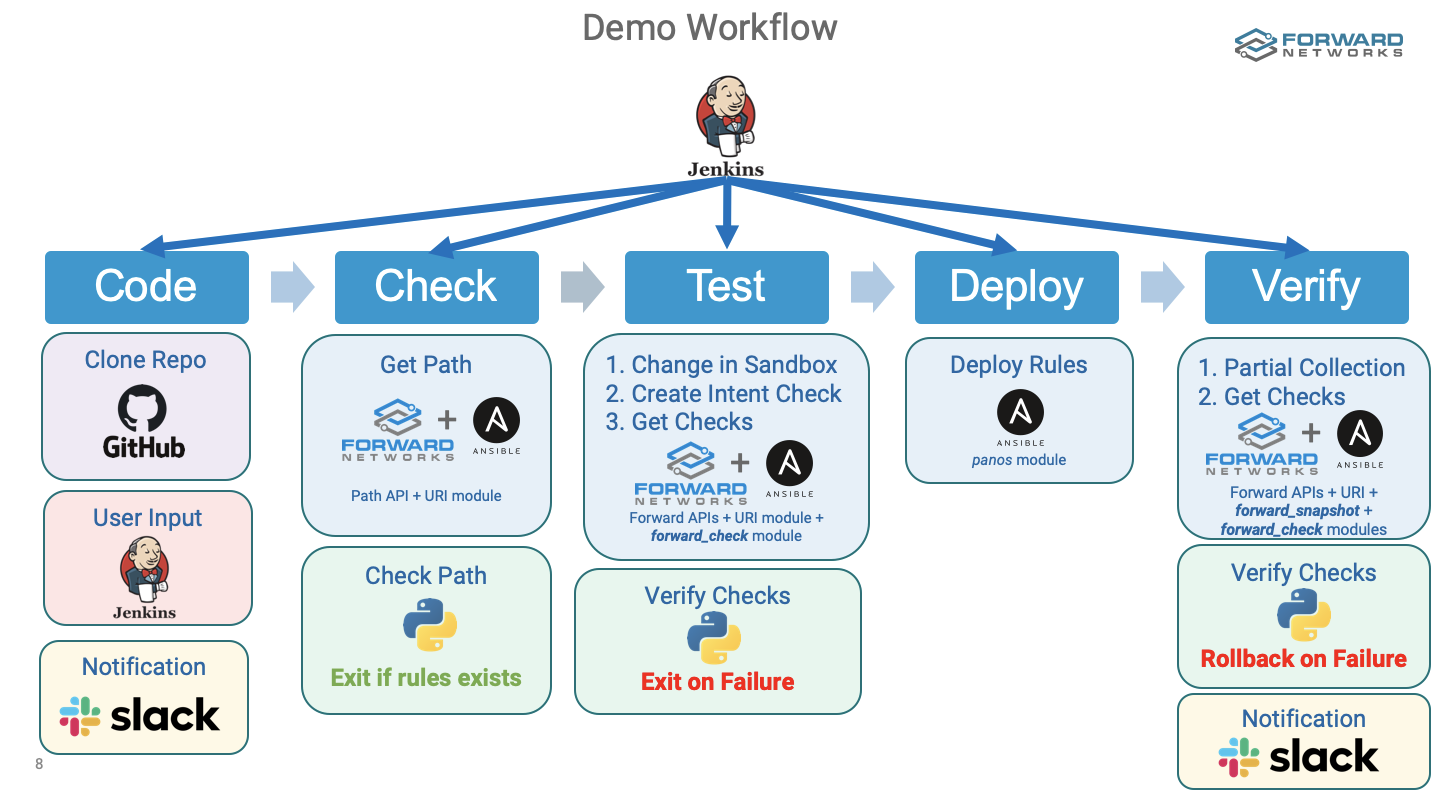 Demo Workflow
FORWARD
NETWORKS
Jenkins
Code
Check
Test
Deploy
Verify
Clone Repo
GitHub
User Input
Jenkins
Notification
slack
Get Path
FORWARD
NETWORKS
+
ANSIBLE
Path API + URI module
Check Path
Exit if rules exists
1. Change in Sandbox
2. Create Intent Check
3. Get Checks
FORWARD
NETWORKS
+
ANSIBLE
Forward APIs + URI module +
forward_check module
Verify Checks
Exit on Failure
Deploy Rules
ANSIBLE
panos module
1. Partial Collection
2. Get Checks
FORWARD
NETWORKS
+
ANSIBLE
Forward APIs + URI +
forward_snapshot +
forward_check modules
Verify Checks
Rollback on Failure
Notification
slack
8